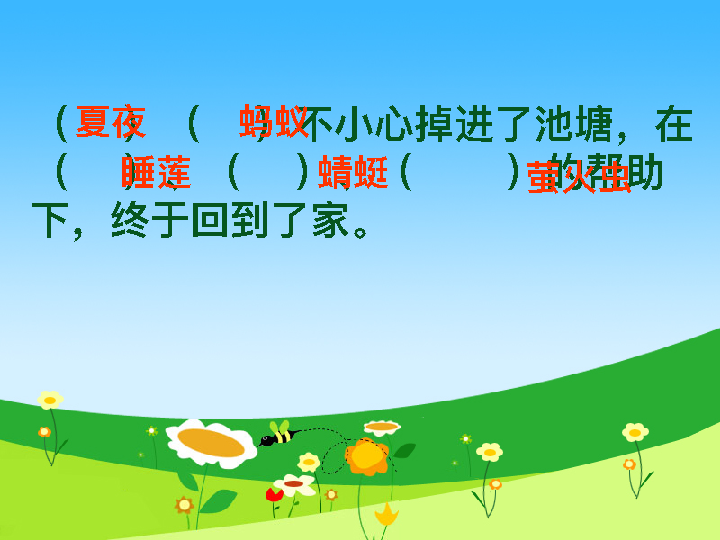 （夏夜）（蚂蚁）不小心掉进了池塘，在
（睡莲）、（蜻蜓）、（萤火虫）的帮助
下，终于回到了家。